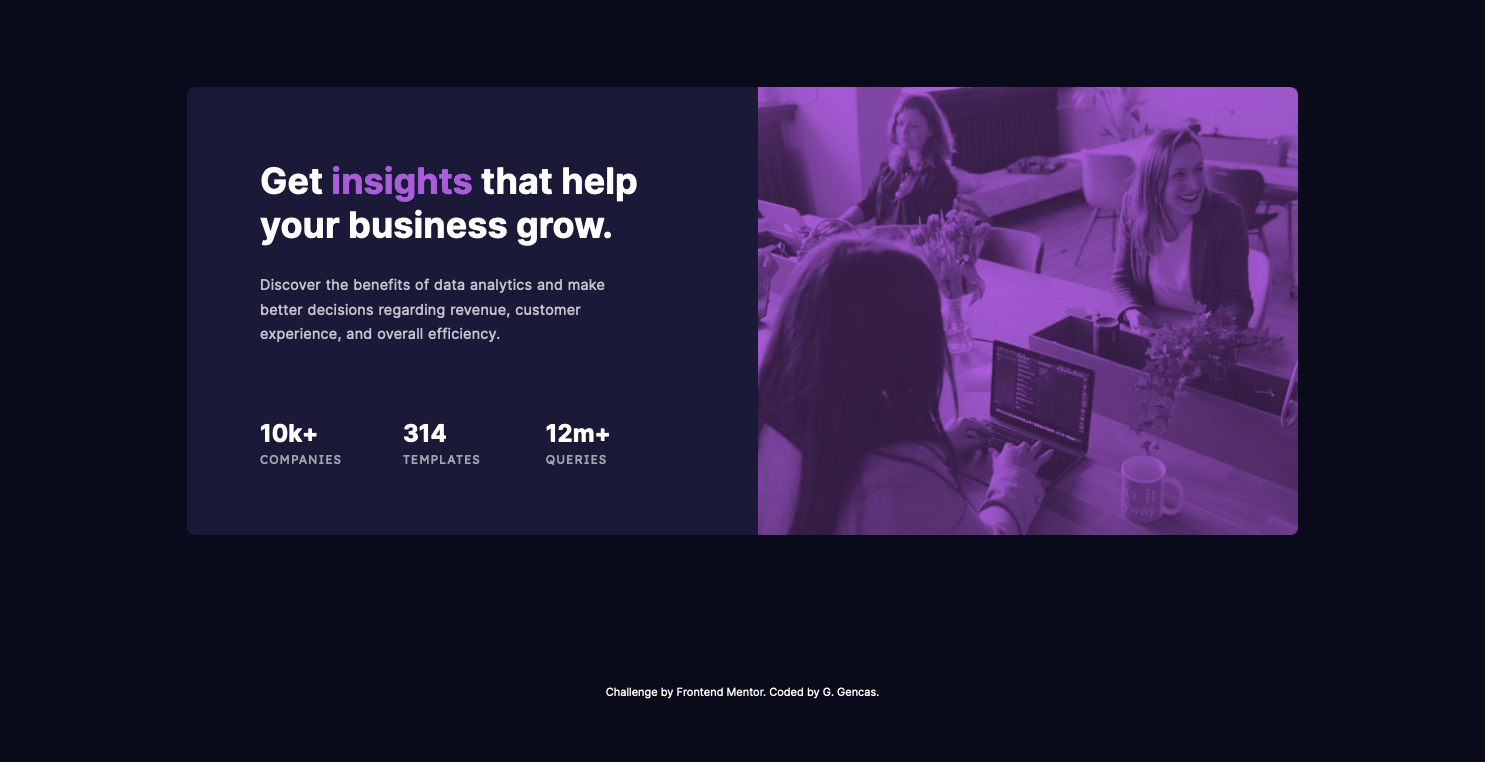 Get insights that help
your business grow.
Discover the benefits of data analytics and make
better decisions regarding revenue, customer
experience, and overall efficiency.
10k+ 314 12m+
COMPANIES TEMPLATES QUERIES
Challenge by Frontend Mentor. Coded by G. Gencas.